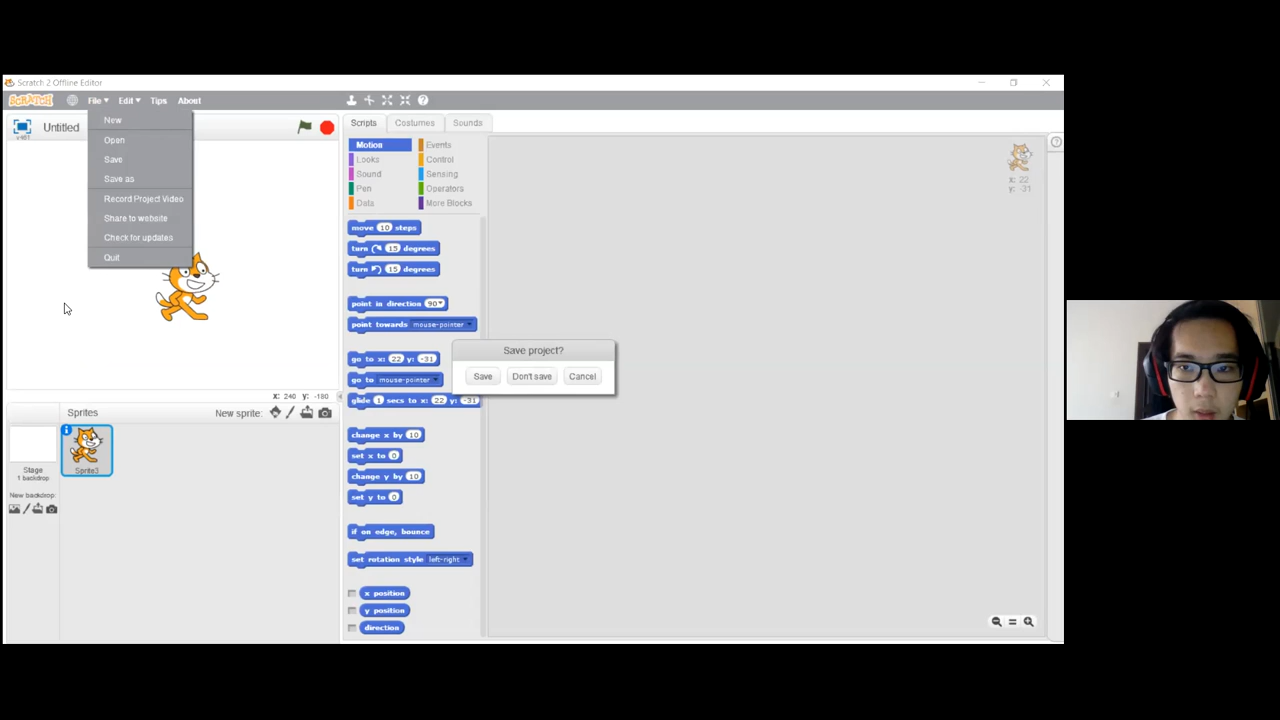 Scratch 2 Offline Editor
SCRATCH File Edit Tips About
New
Open
Save
Save as
Record Project Video
Share to website
Check for updates
Quit
Untitled
v461
X: 240 y: -180
Sprites New sprite:
Stage
1 backdrop
New backdrop:
Sprite3
Scripts Costumes Sounds
Motion Events
Looks Control
Sound Sensing
Pen Operators
Data More Blocks
move 10 steps
turn 15 degrees
turn 15 degrees
point in direction 90
point towards mouse-pointer
go to x: 22 y: -31
go to mouse-pointer
glide 1 secs to x: 22 y: -31
change x by 10
set x to 0
change y by 10
set y to 0
if on edge, bounce
set rotation style left-right
x position
y position
direction
Save project?
Save Don't save Cancel
x: 22
y: -31